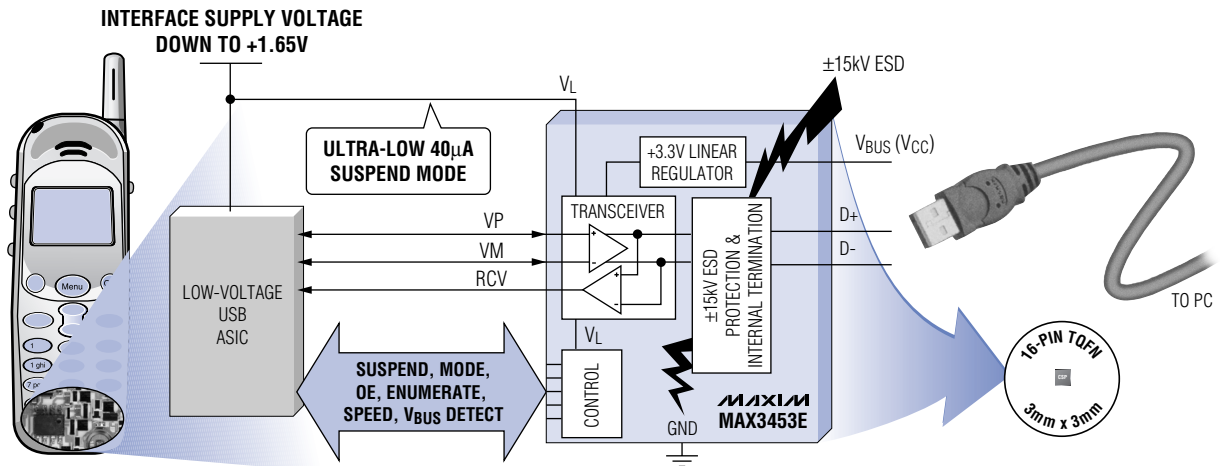 INTERFACE SUPPLY VOLTAGE
DOWN TO +1.65V
±15kV ESD
VL
VBUS (VCC)
ULTRA-LOW 40μA
SUSPEND MODE
+3.3V LINEAR
REGULATOR
TRANSCEIVER
VP
VM
RCV
+
-
+
-
D+
D-
±15kV ESD
PROTECTION &
INTERNAL TERMINATION
LOW-VOLTAGE
USB
ASIC
TO PC
VL
SUSPEND, MODE,
OE, ENUMERATE,
SPEED, VBUS DETECT
CONTROL
MAXIM
MAX3453E
GND
16-PIN TQFN
CSP
3mm x 3mm
Menu
1
1 ghi